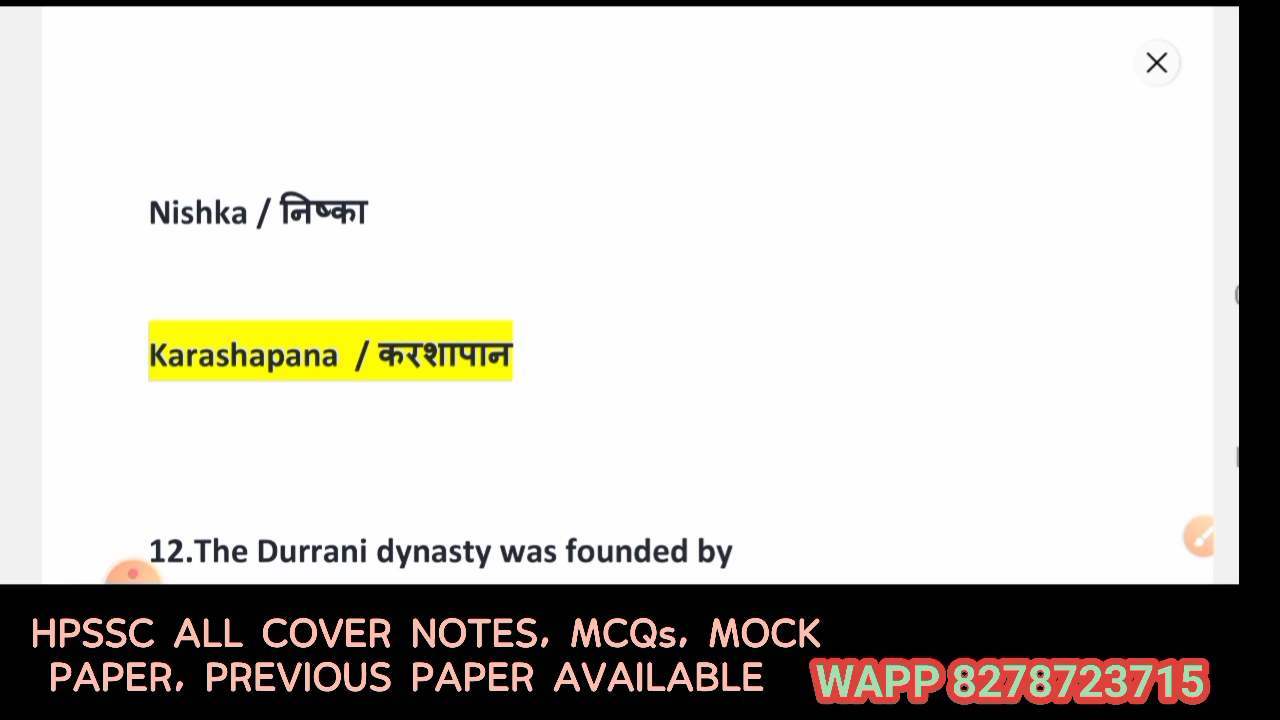 Nishka / निष्का
Karashapana / करशापान
12.The Durrani dynasty was founded by
HPSSC ALL COVER NOTES, MCQs, MOCK
PAPER, PREVIOUS PAPER AVAILABLE
WAPP 8278723715